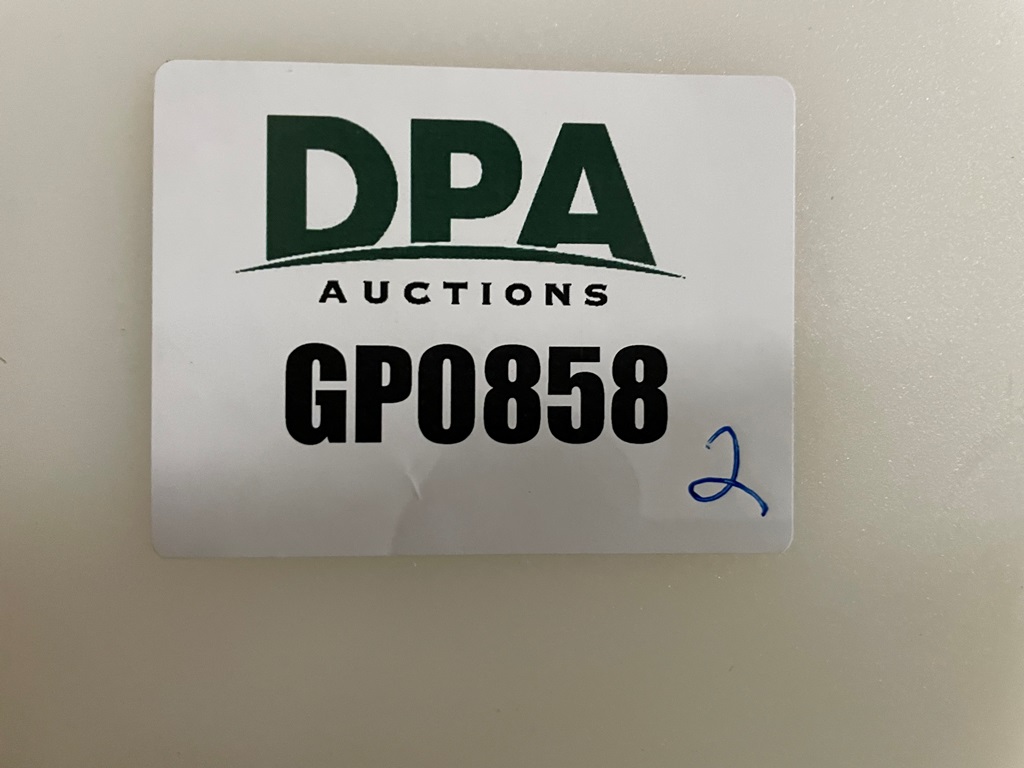 DPA
AUCTIONS
GP0858
2